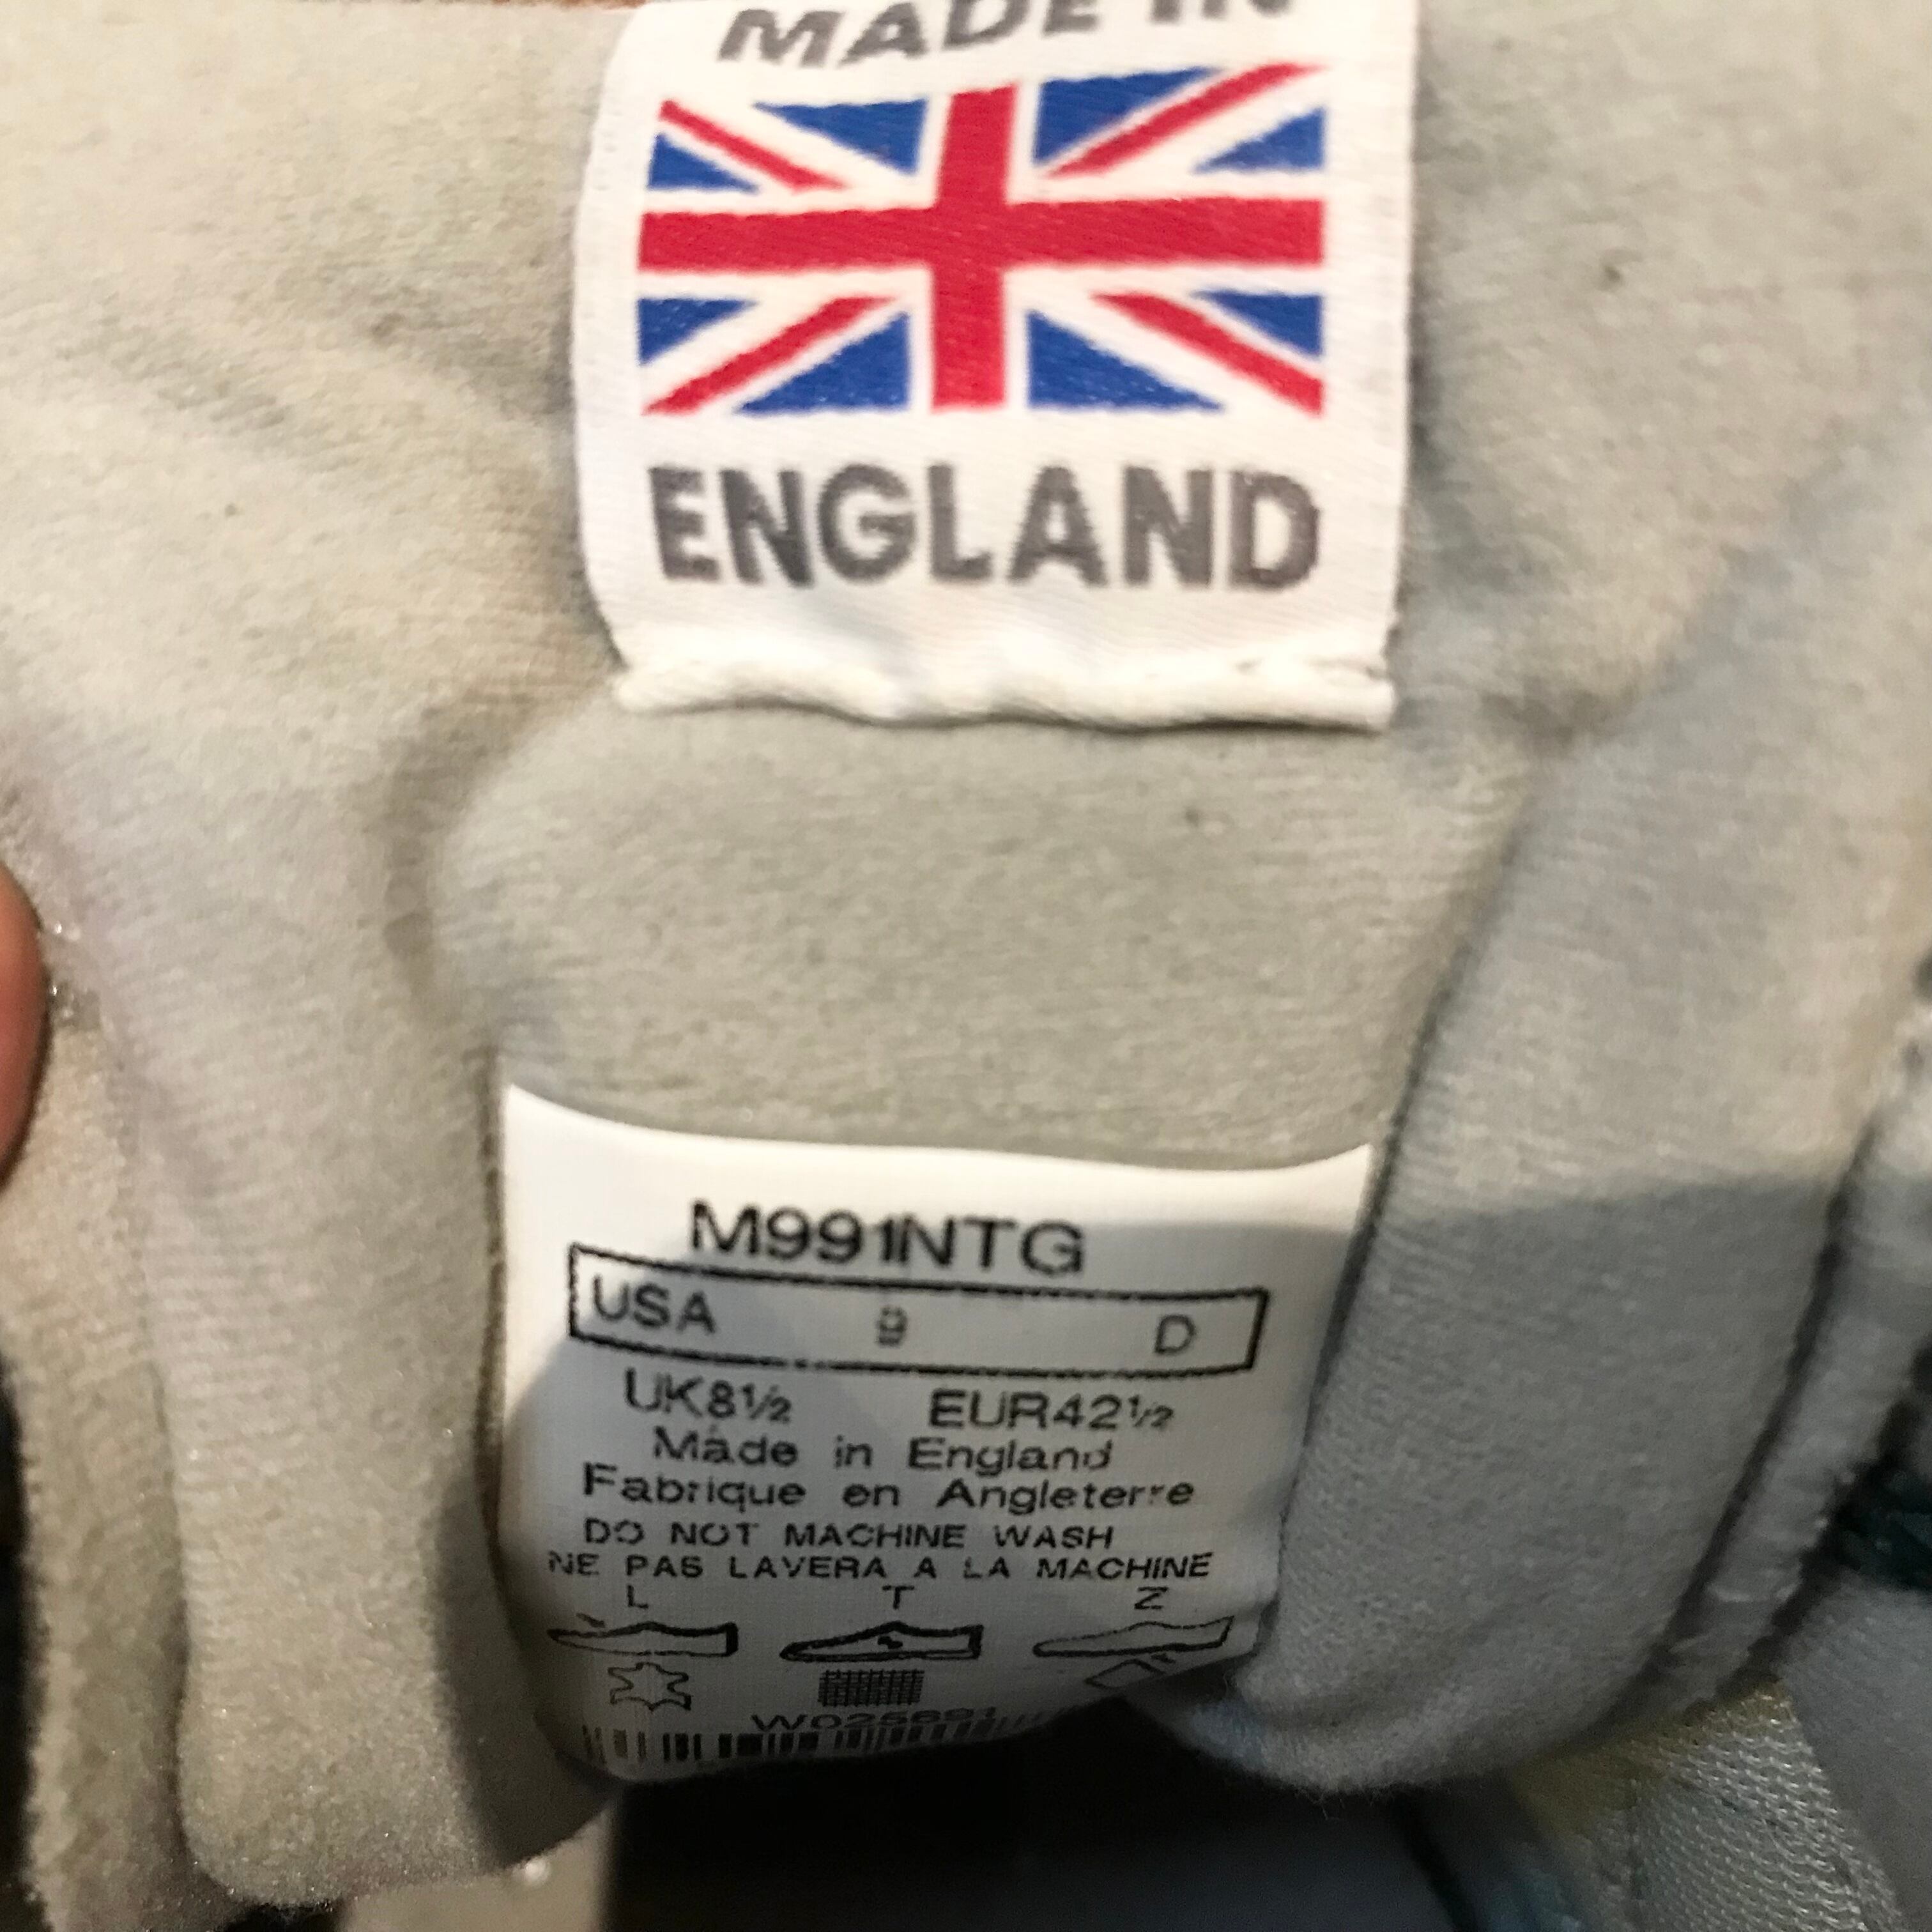 MADE IN
ENGLAND
M991NTG
USA 9 D
UK8½ EUR42½
Made in England
Fabrique en Angleterre
DO NOT MACHINE WASH
NE PAS LAVERA A LA MACHINE
L T Z